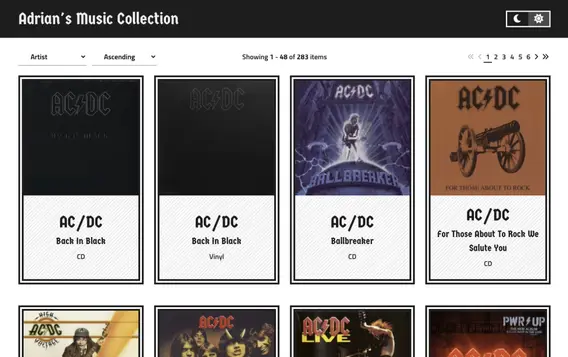 Adrian's Music Collection
Artist
Ascending
Showing 1 - 48 of 283 items
« ‹ 1 2 3 4 5 6 › »
AC/DC
BACK IN BLACK
AC/DC
AC/DC
BALLBREAKER
AC/DC
FOR THOSE ABOUT TO ROCK
AC/DC
Back In Black
CD
AC/DC
Back In Black
Vinyl
AC/DC
Ballbreaker
CD
AC/DC
For Those About To Rock We
Salute You
CD
HIGH
AC/DC
VOLTAGE
AC/DC
AC/DC
LIVE
PWR/UP